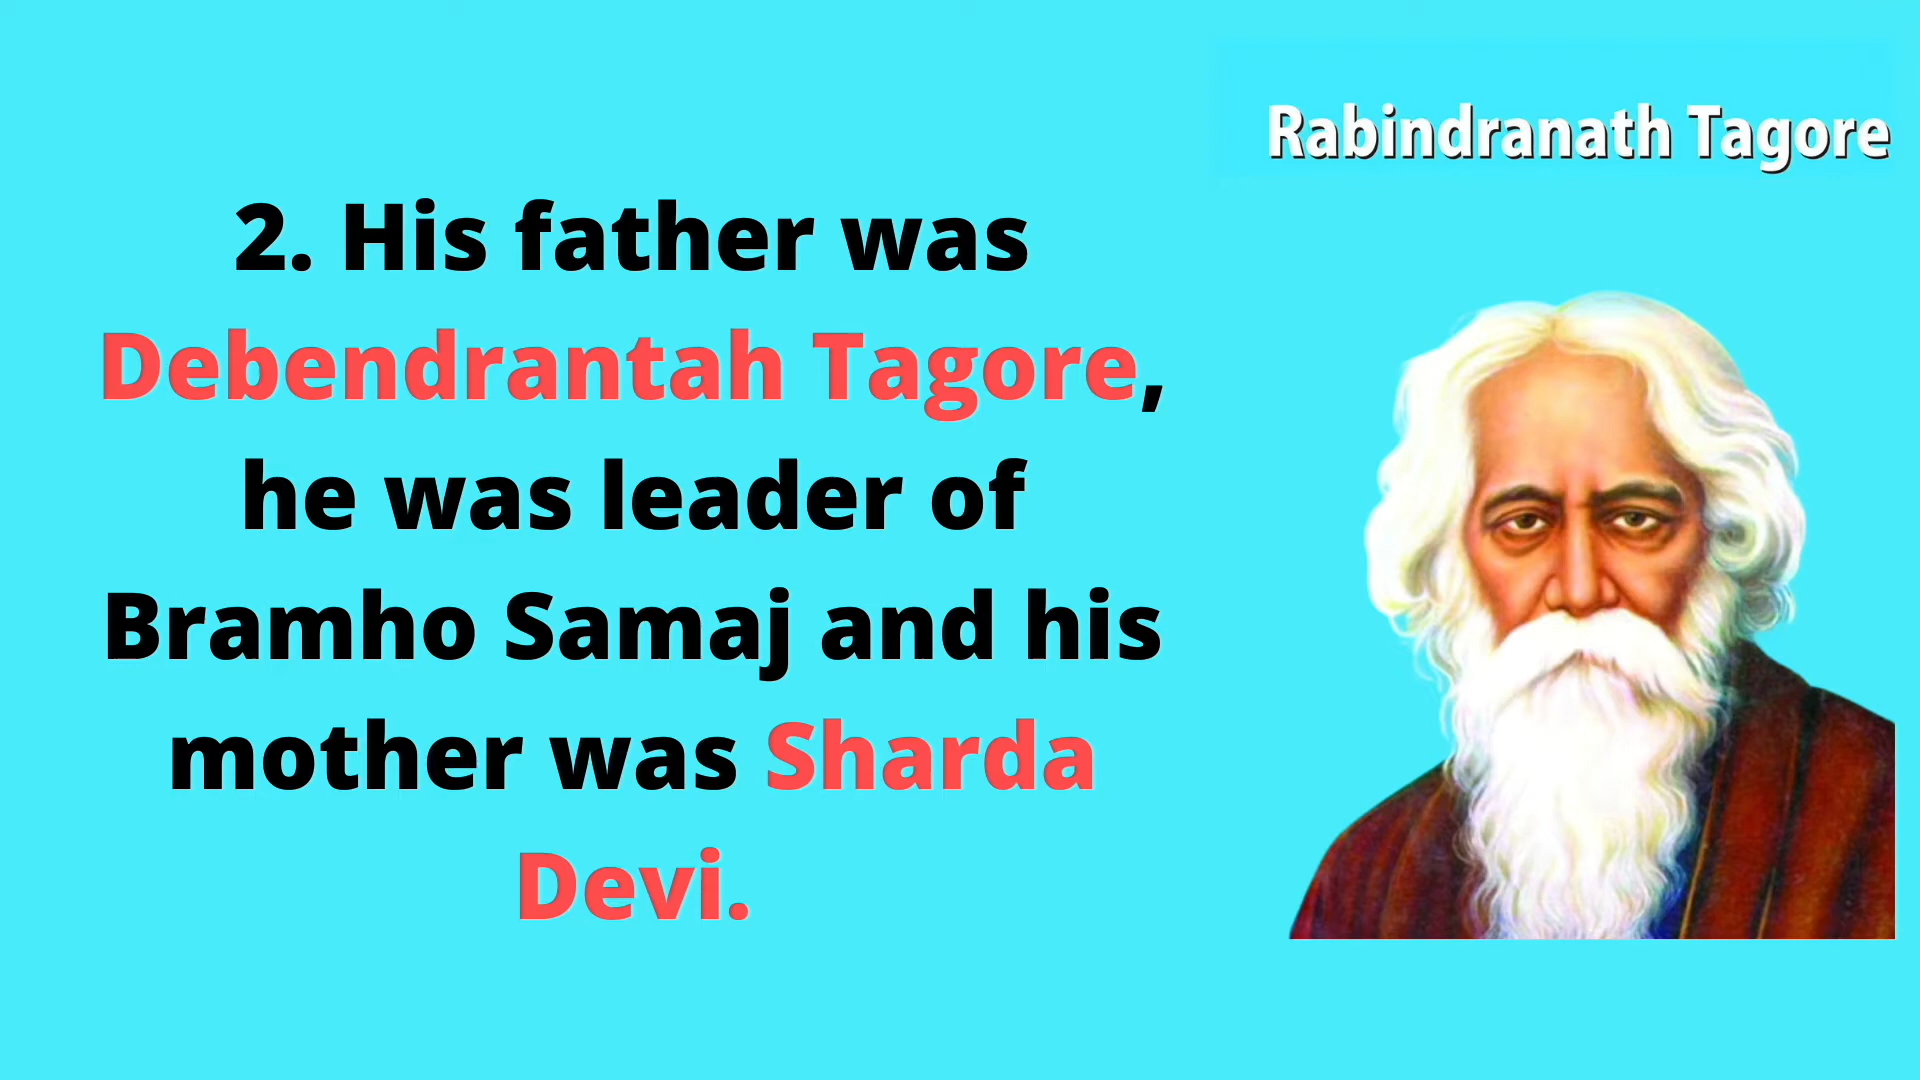 Rabindranath Tagore
2. His father was
Debendrantah Tagore,
he was leader of
Bramho Samaj and his
mother was Sharda
Devi.